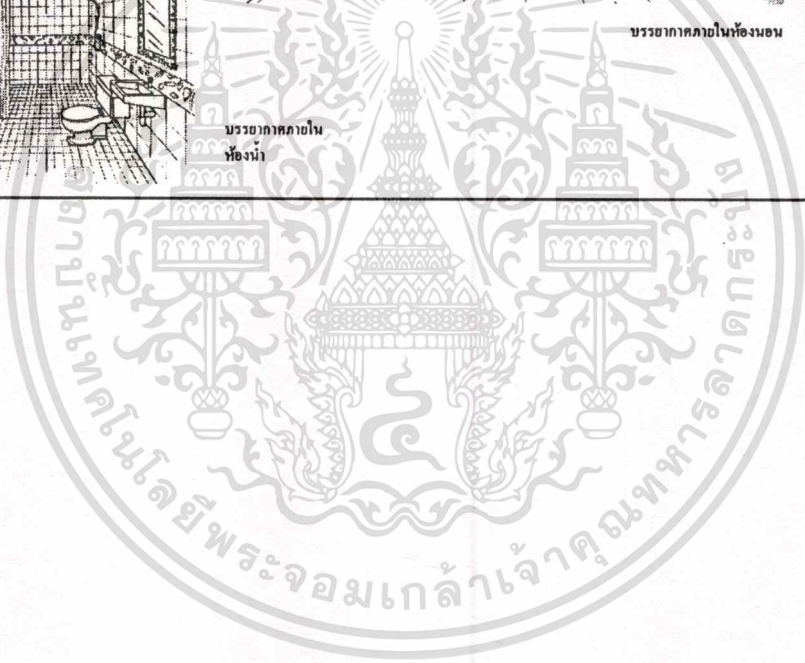 บรรยากาศภายในห้องนอน
บรรยากาศภายใน
ห้องน้ำ
สถาบันเทคโนโลยีพระจอมเกล้าเจ้าคุณทหารลาดกระบัง
๔